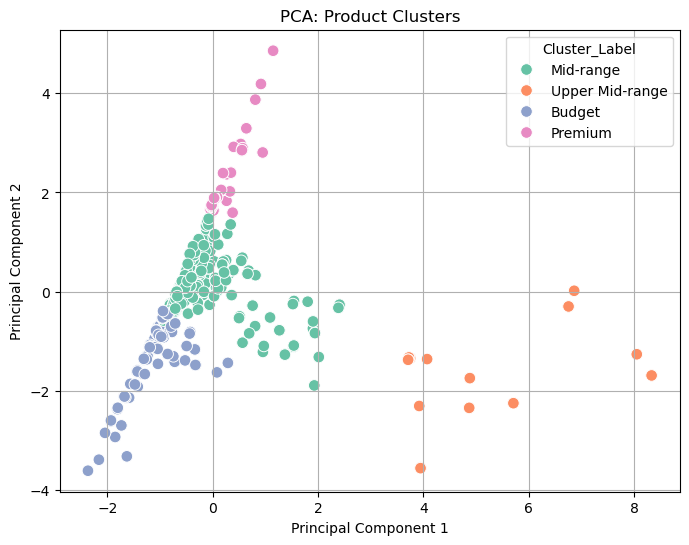 PCA: Product Clusters
Cluster_Label
Mid-range
Upper Mid-range
Budget
Premium
Principal Component 2
4
2
0
−2
−4
−2
0
2
4
6
8
Principal Component 1